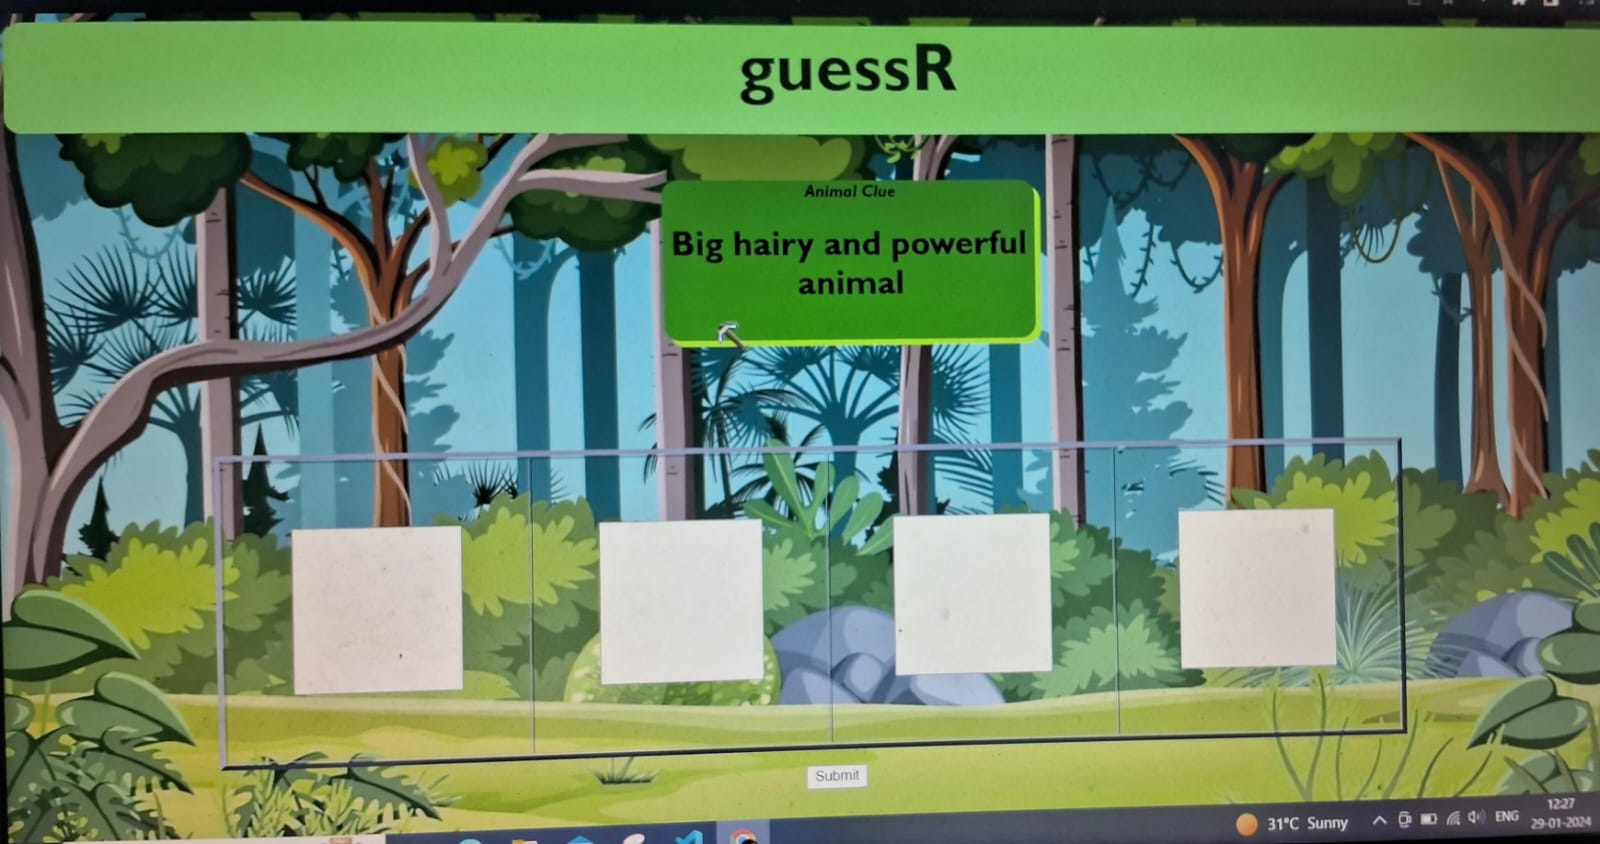 guessR
Animal Clue
Big hairy and powerful
animal
Submit
31°C Sunny
ENG
12:27
29-01-2024